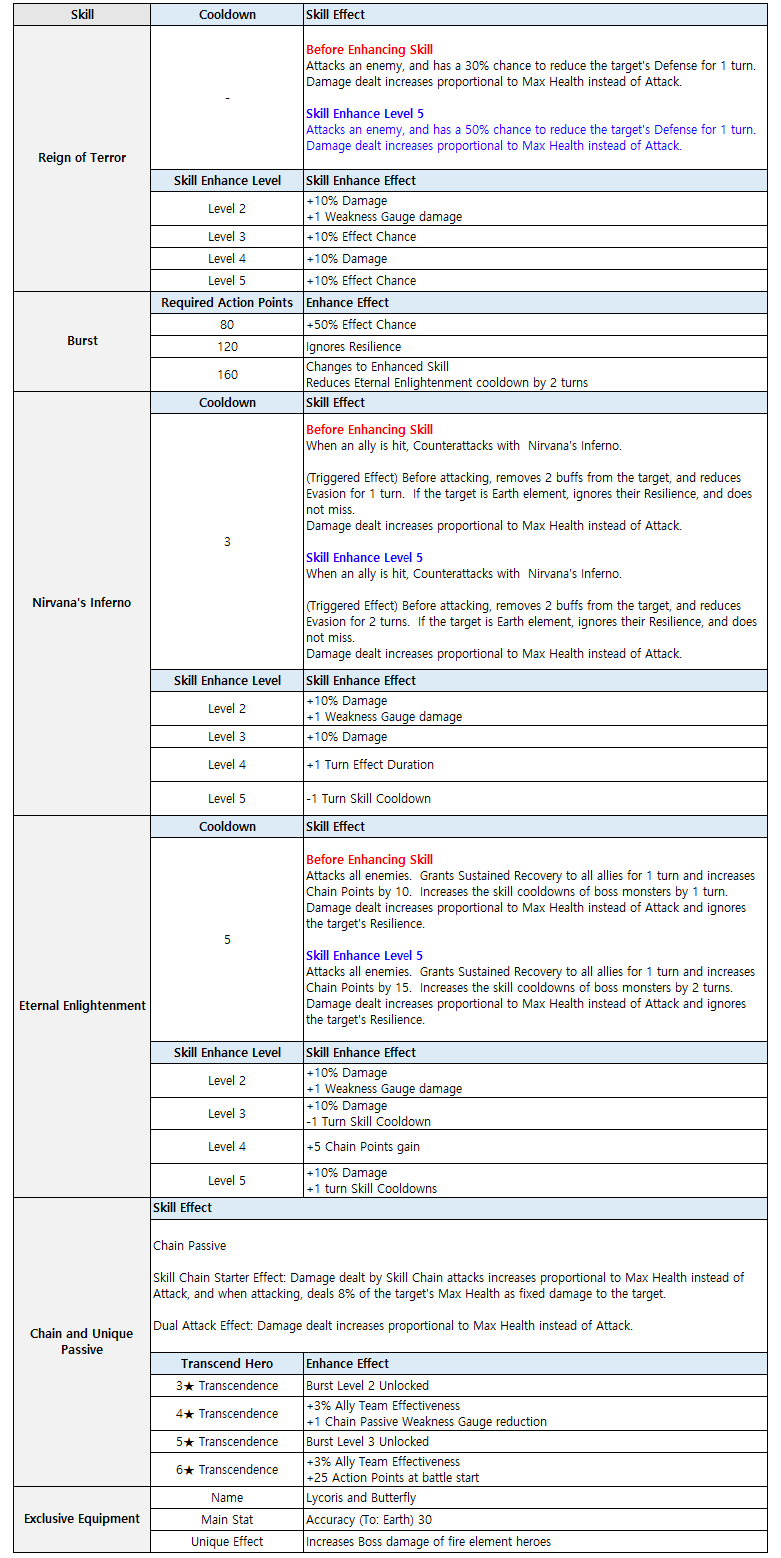 Skill Cooldown Skill Effect
Reign of Terror
-
Before Enhancing Skill
Attacks an enemy, and has a 30% chance to reduce the target's Defense for 1 turn.
Damage dealt increases proportional to Max Health instead of Attack.
Skill Enhance Level 5
Attacks an enemy, and has a 50% chance to reduce the target's Defense for 1 turn.
Damage dealt increases proportional to Max Health instead of Attack.
Skill Enhance Level Skill Enhance Effect
Level 2
+10% Damage
+1 Weakness Gauge damage
Level 3 +10% Effect Chance
Level 4 +10% Damage
Level 5 +10% Effect Chance
Burst
Required Action Points Enhance Effect
80 +50% Effect Chance
120 Ignores Resilience
160
Changes to Enhanced Skill
Reduces Eternal Enlightenment cooldown by 2 turns
Nirvana's Inferno
Cooldown Skill Effect
3
Before Enhancing Skill
When an ally is hit, Counterattacks with  Nirvana's Inferno.
(Triggered Effect) Before attacking, removes 2 buffs from the target, and reduces
Evasion for 1 turn.  If the target is Earth element, ignores their Resilience, and does
not miss.
Damage dealt increases proportional to Max Health instead of Attack.
Skill Enhance Level 5
When an ally is hit, Counterattacks with  Nirvana's Inferno.
(Triggered Effect) Before attacking, removes 2 buffs from the target, and reduces
Evasion for 2 turns.  If the target is Earth element, ignores their Resilience, and does
not miss.
Damage dealt increases proportional to Max Health instead of Attack.
Skill Enhance Level Skill Enhance Effect
Level 2
+10% Damage
+1 Weakness Gauge damage
Level 3 +10% Damage
Level 4 +1 Turn Effect Duration
Level 5 -1 Turn Skill Cooldown
Eternal Enlightenment
Cooldown Skill Effect
5
Before Enhancing Skill
Attacks all enemies.  Grants Sustained Recovery to all allies for 1 turn and increases
Chain Points by 10.  Increases the skill cooldowns of boss monsters by 1 turn.
Damage dealt increases proportional to Max Health instead of Attack and ignores
the target's Resilience.
Skill Enhance Level 5
Attacks all enemies.  Grants Sustained Recovery to all allies for 1 turn and increases
Chain Points by 15.  Increases the skill cooldowns of boss monsters by 2 turns.
Damage dealt increases proportional to Max Health instead of Attack and ignores
the target's Resilience.
Skill Enhance Level Skill Enhance Effect
Level 2
+10% Damage
+1 Weakness Gauge damage
Level 3
+10% Damage
-1 Turn Skill Cooldown
Level 4 +5 Chain Points gain
Level 5
+10% Damage
+1 turn Skill Cooldowns
Chain and Unique
Passive
Skill Effect
Chain Passive
Skill Chain Starter Effect: Damage dealt by Skill Chain attacks increases proportional to Max Health instead of
Attack, and when attacking, deals 8% of the target's Max Health as fixed damage to the target.
Dual Attack Effect: Damage dealt increases proportional to Max Health instead of Attack.
Transcend Hero Enhance Effect
3★ Transcendence Burst Level 2 Unlocked
4★ Transcendence
+3% Ally Team Effectiveness
+1 Chain Passive Weakness Gauge reduction
5★ Transcendence Burst Level 3 Unlocked
6★ Transcendence
+3% Ally Team Effectiveness
+25 Action Points at battle start
Exclusive Equipment
Name Lycoris and Butterfly
Main Stat Accuracy (To: Earth) 30
Unique Effect Increases Boss damage of fire element heroes